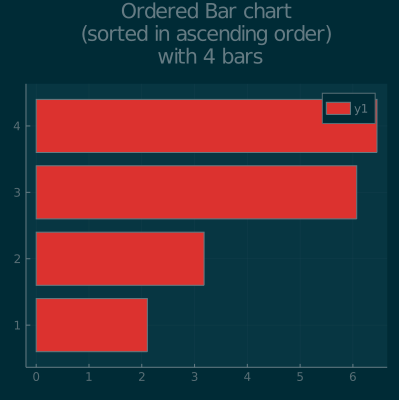 Ordered Bar chart
(sorted in ascending order)
with 4 bars
y1
4
3
2
1
0 1 2 3 4 5 6